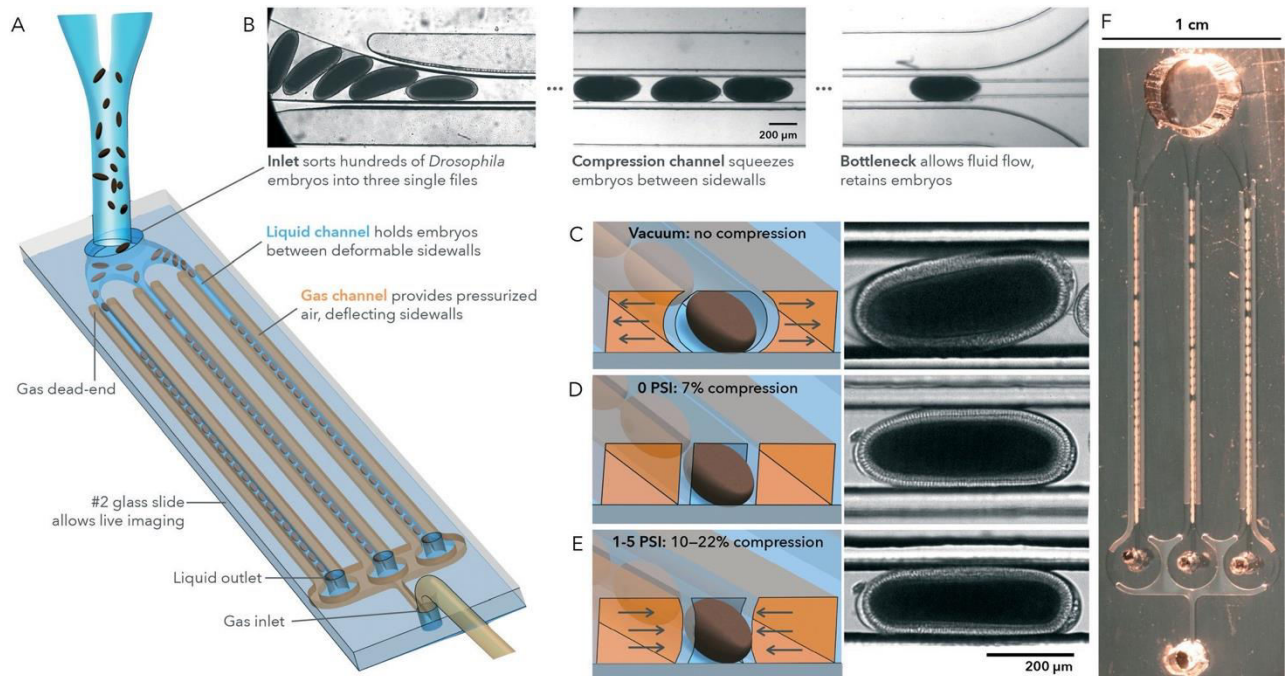 A
B
200 µm
Inlet sorts hundreds of Drosophila
embryos into three single files
Compression channel squeezes
embryos between sidewalls
Bottleneck allows fluid flow,
retains embryos
Liquid channel holds embryos
between deformable sidewalls
Gas channel provides pressurized
air, deflecting sidewalls
Gas dead-end
#2 glass slide
allows live imaging
Liquid outlet
Gas inlet
C
Vacuum: no compression
D
0 PSI: 7% compression
E
1-5 PSI: 10–22% compression
200 µm
F
1 cm